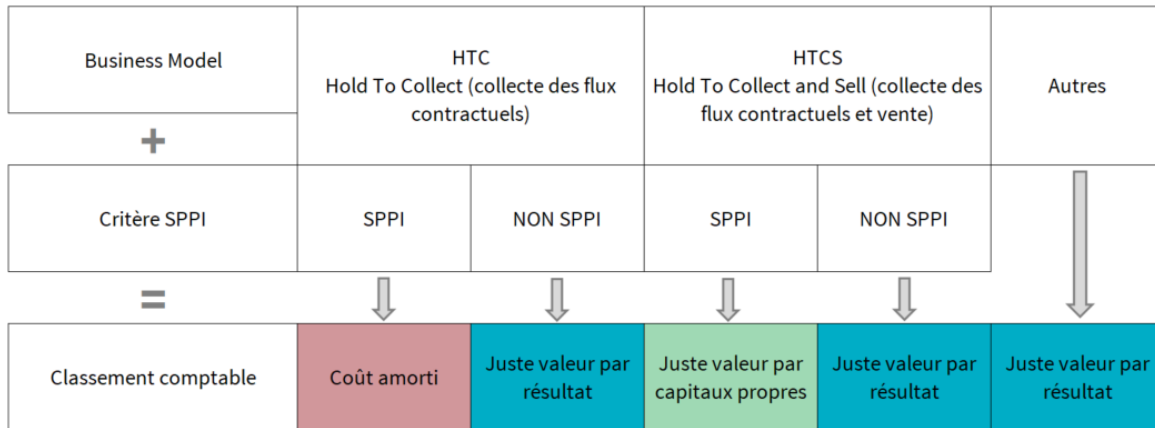 Business Model
HTC
Hold To Collect (collecte des flux
contractuels)
HTCS
Hold To Collect and Sell (collecte des
flux contractuels et vente)
Autres
+
Critère SPPI
SPPI
NON SPPI
SPPI
NON SPPI
=
Classement comptable
Coût amorti
Juste valeur par
résultat
Juste valeur par
capitaux propres
Juste valeur par
résultat
Juste valeur par
résultat